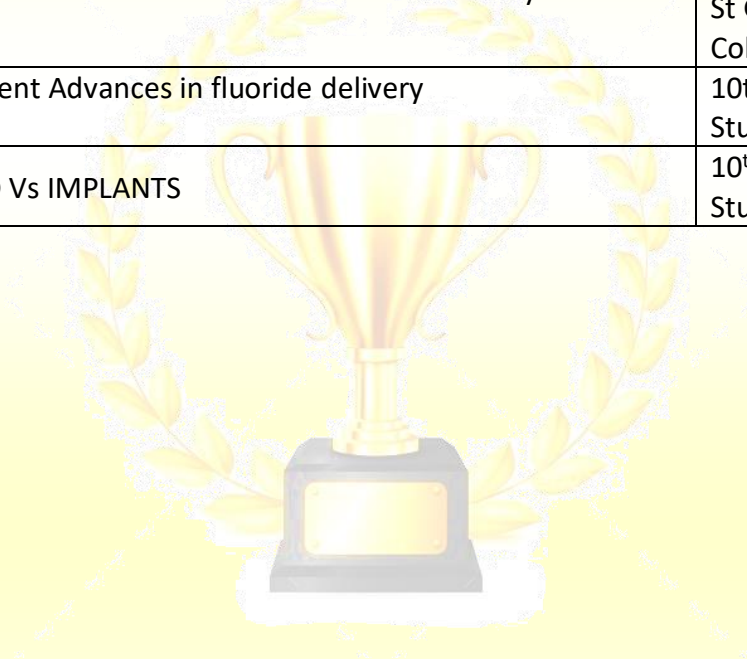 St
Col
ent Advances in fluoride delivery
10t
Stu
Vs IMPLANTS
10t
Stu